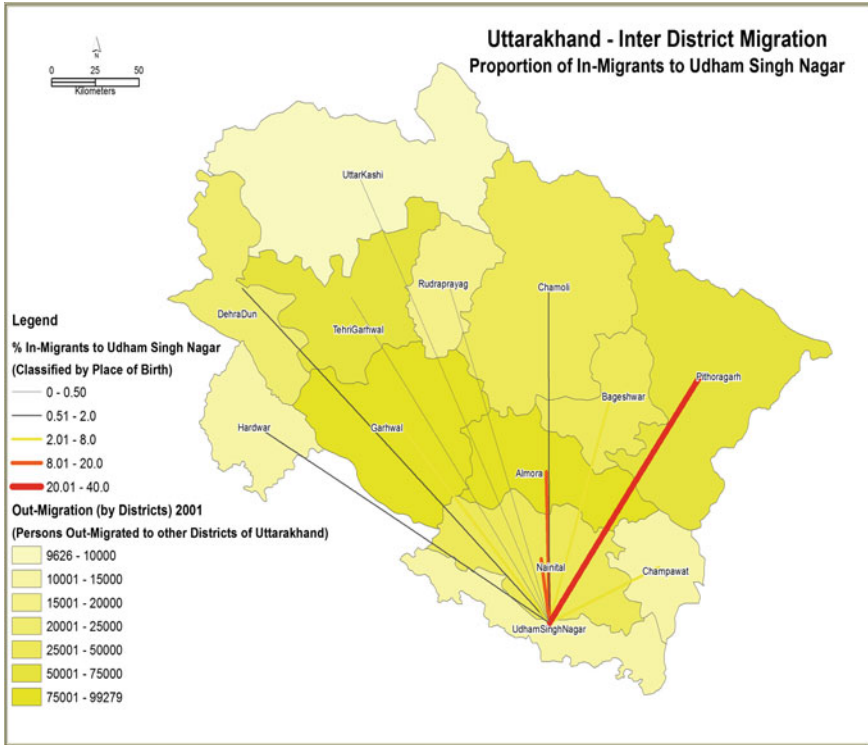 Uttarakhand - Inter District Migration
Proportion of In-Migrants to Udham Singh Nagar
N
0 25 50
Kilometers
UttarKashi
Rudraprayag
Chamoli
DehraDun
TehriGarhwal
Pithoragarh
Bageshwar
Hardwar
Garhwal
Almora
Nainital
Champawat
UdhamSinghNagar
Legend
% In-Migrants to Udham Singh Nagar
(Classified by Place of Birth)
0 - 0.50
0.51 - 2.0
2.01 - 8.0
8.01 - 20.0
20.01 - 40.0
Out-Migration (by Districts) 2001
(Persons Out-Migrated to other Districts of Uttarakhand)
9626 - 10000
10001 - 15000
15001 - 20000
20001 - 25000
25001 - 50000
50001 - 75000
75001 - 99279